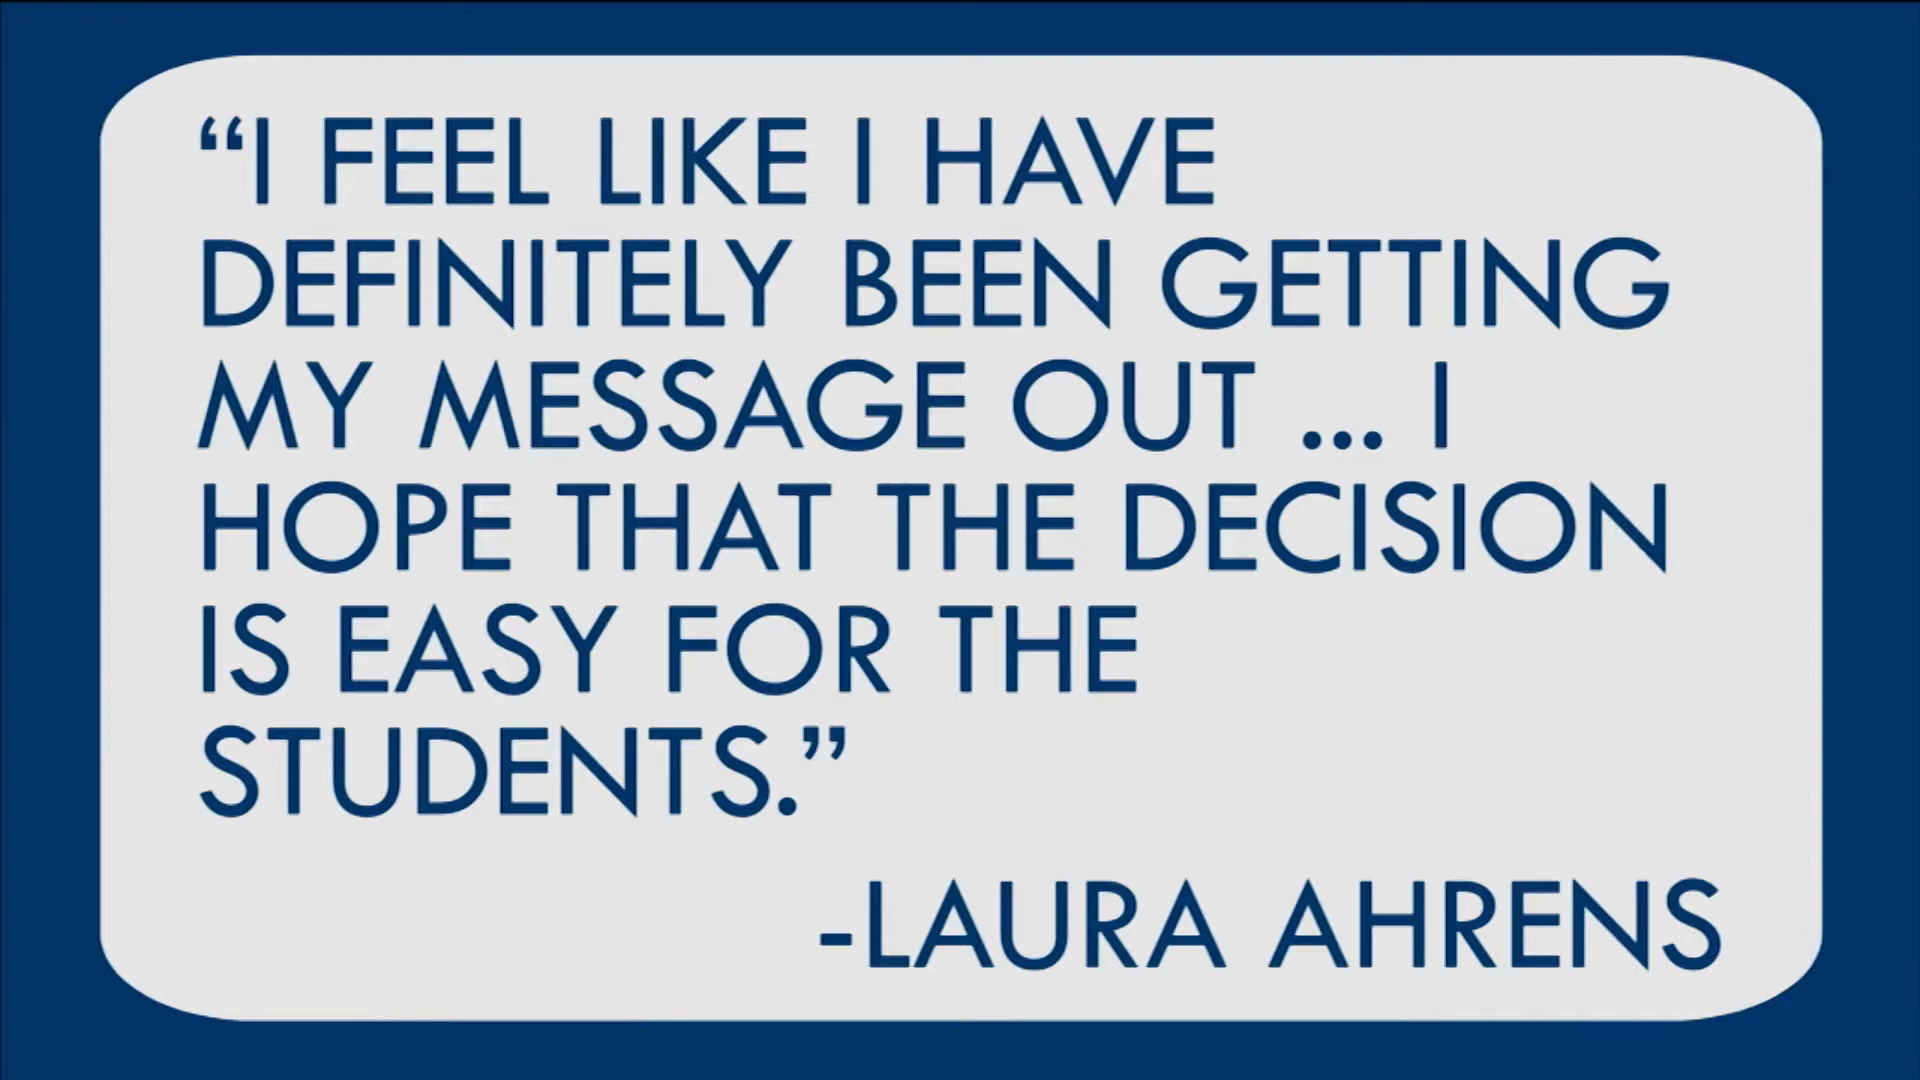 “I FEEL LIKE I HAVE
DEFINITELY BEEN GETTING
MY MESSAGE OUT ... I
HOPE THAT THE DECISION
IS EASY FOR THE
STUDENTS.”
-LAURA AHRENS